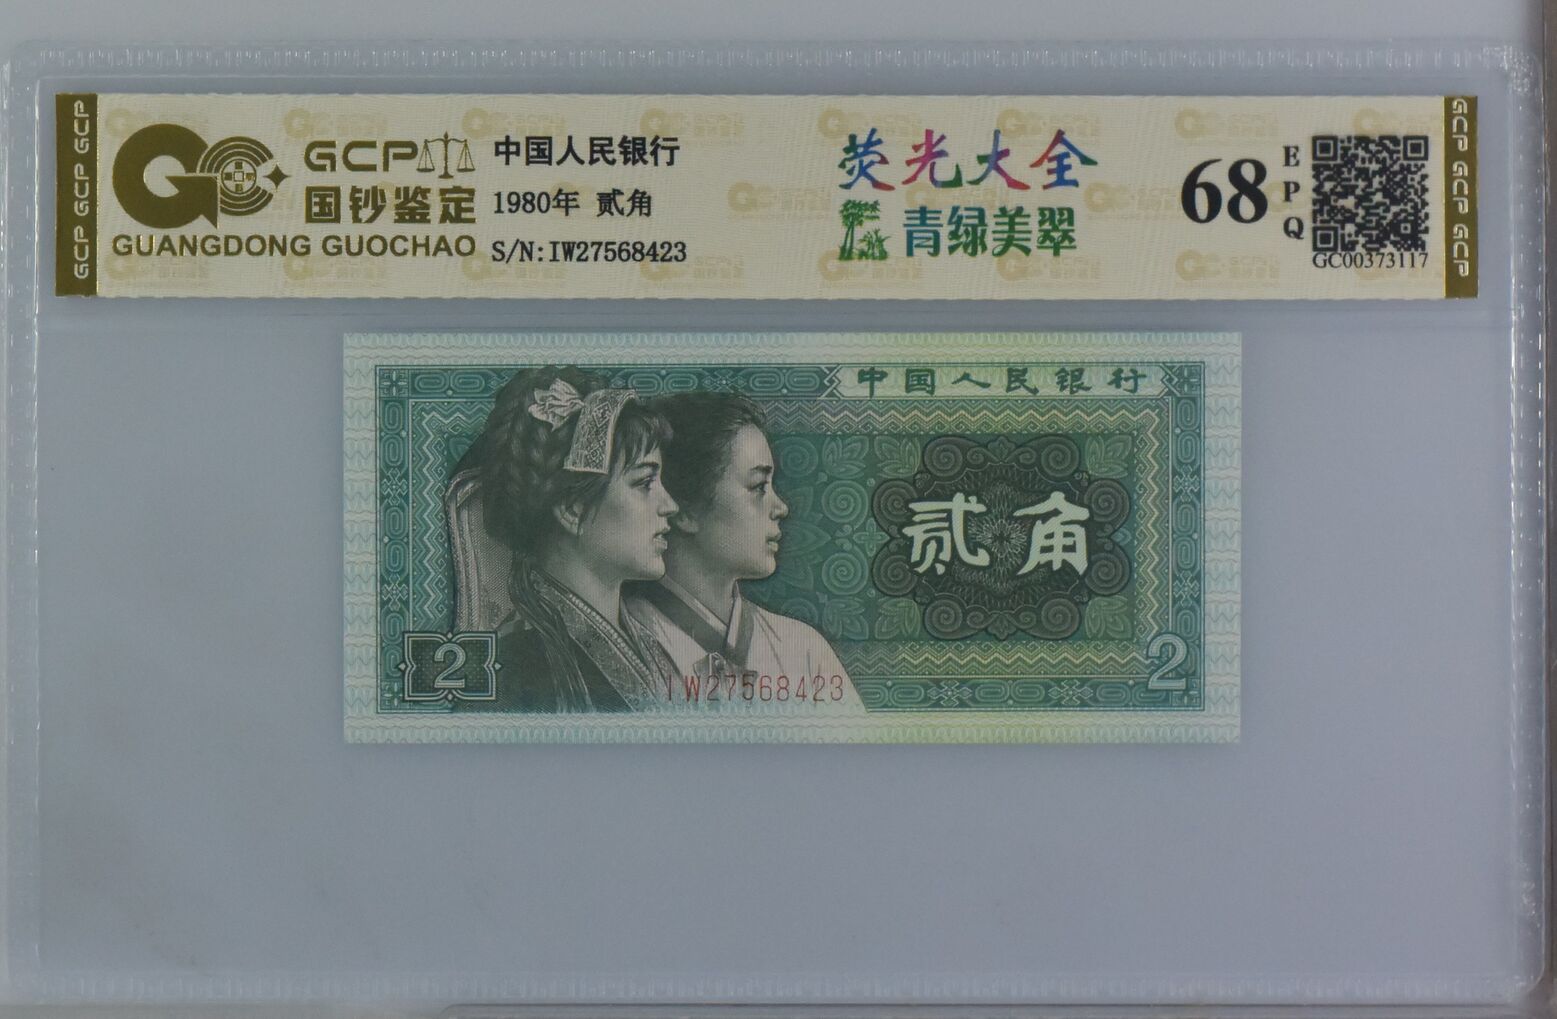 GCP GCP GCP
GCP
国钞鉴定
GUANGDONG GUOCHAO
中国人民银行
1980年 贰角
S/N:IW27568423
荧光大全
青绿美翠
68
EPQ
GC00373117
GCP GCP GCP
中国人民银行
贰角
2
IW27568423
2